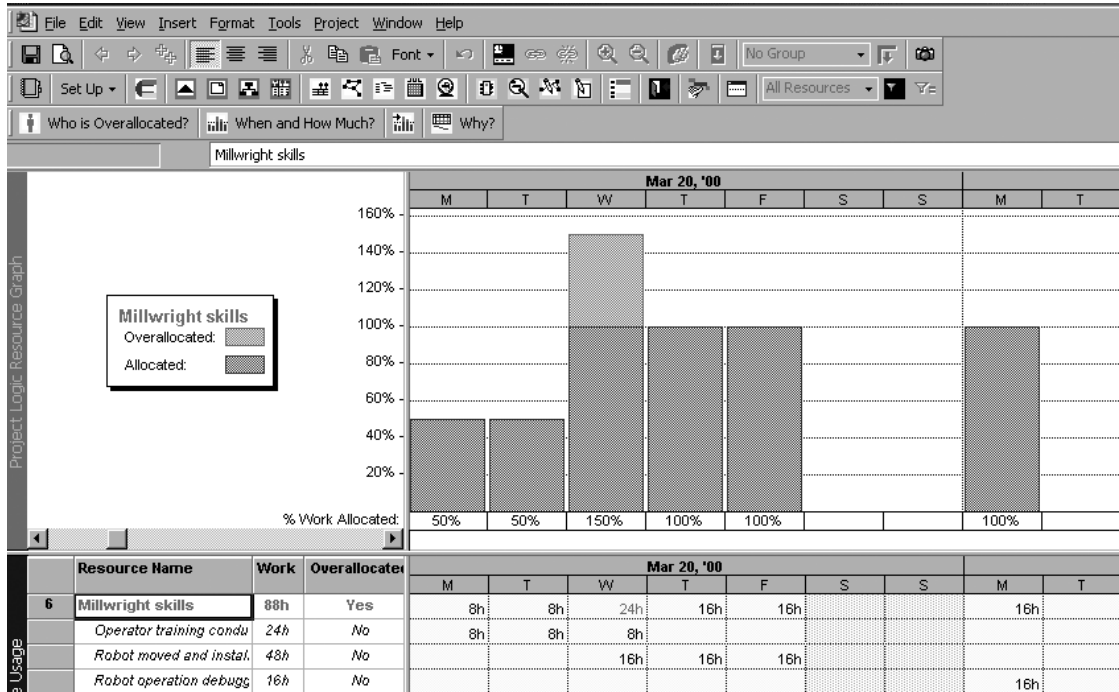 File Edit View Insert Format Tools Project Window Help
Font No Group
Set Up All Resources
Who is Overallocated? When and How Much? Why?
Millwright skills
Mar 20, '00
M T W T F S S M T
160%
140%
120%
100%
80%
60%
40%
20%
Millwright skills
Overallocated:
Allocated:
Project Logic Resource Graph
% Work Allocated: 50% 50% 150% 100% 100% 100%
Resource Name Work Overallocated Mar 20, '00
M T W T F S S M T
6 Millwright skills 88h Yes 8h 8h 24h 16h 16h 16h
Operator training condu 24h No 8h 8h 8h
Robot moved and instal. 48h No 16h 16h 16h
Robot operation debugg 16h No 16h
e Usage